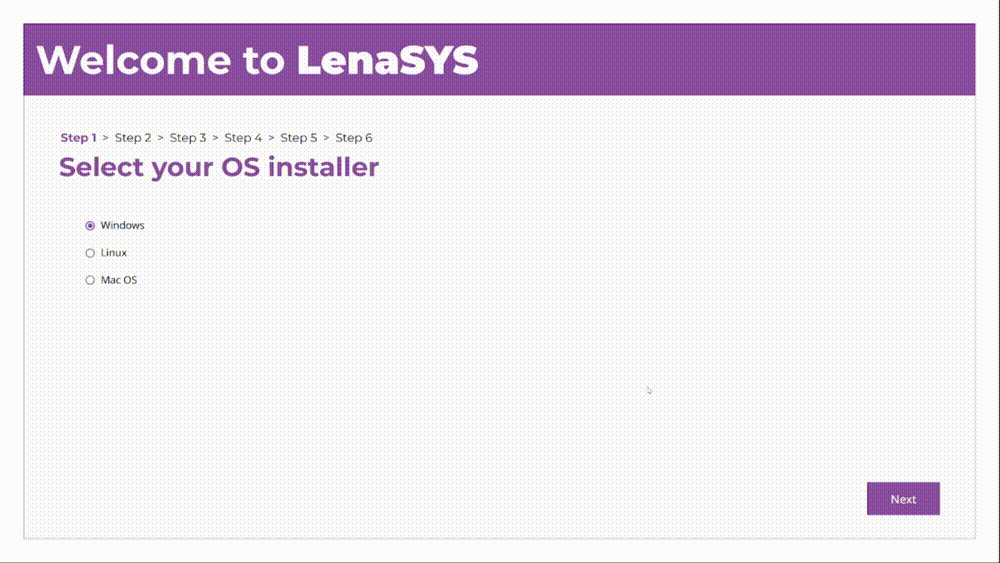 Welcome to LenaSYS
Step 1 > Step 2 > Step 3 > Step 4 > Step 5 > Step 6
Select your OS installer
Windows
Linux
Mac OS
Next